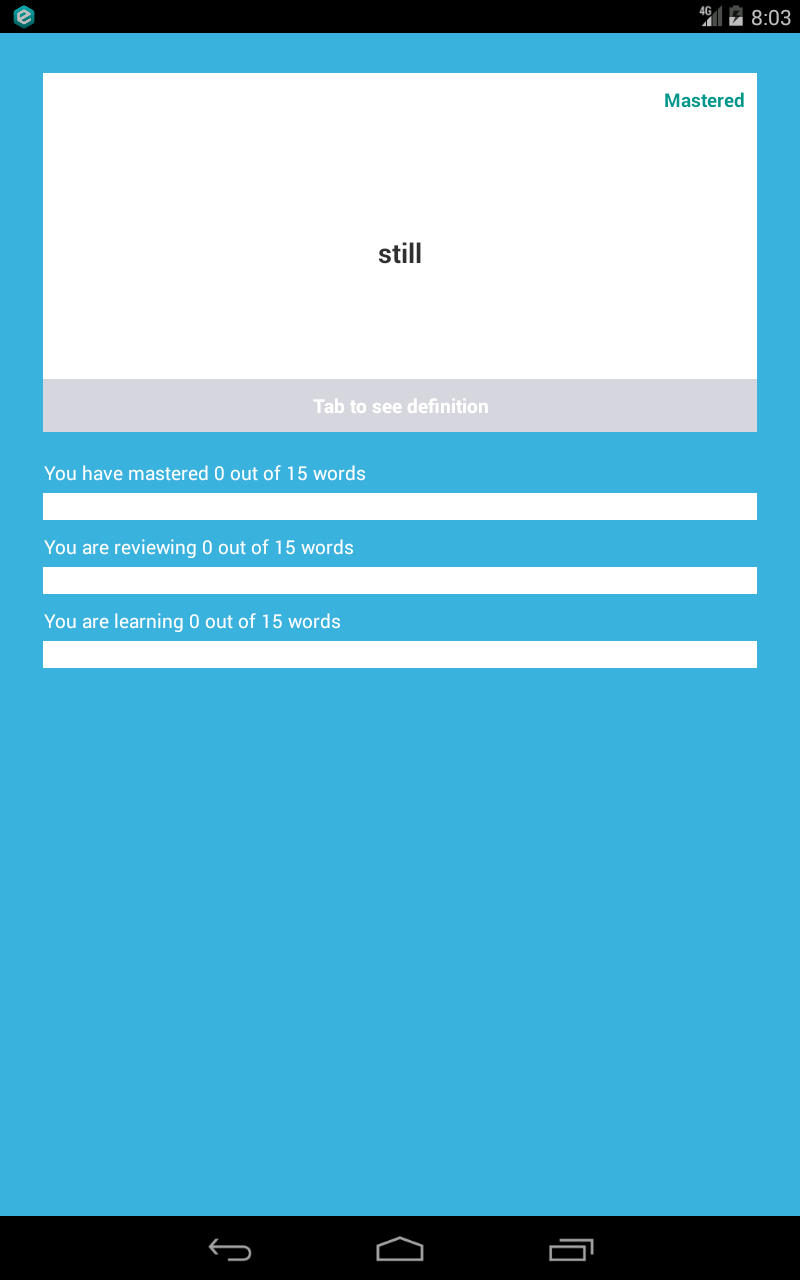 4G 8:03
Mastered
still
Tab to see definition
You have mastered 0 out of 15 words
You are reviewing 0 out of 15 words
You are learning 0 out of 15 words